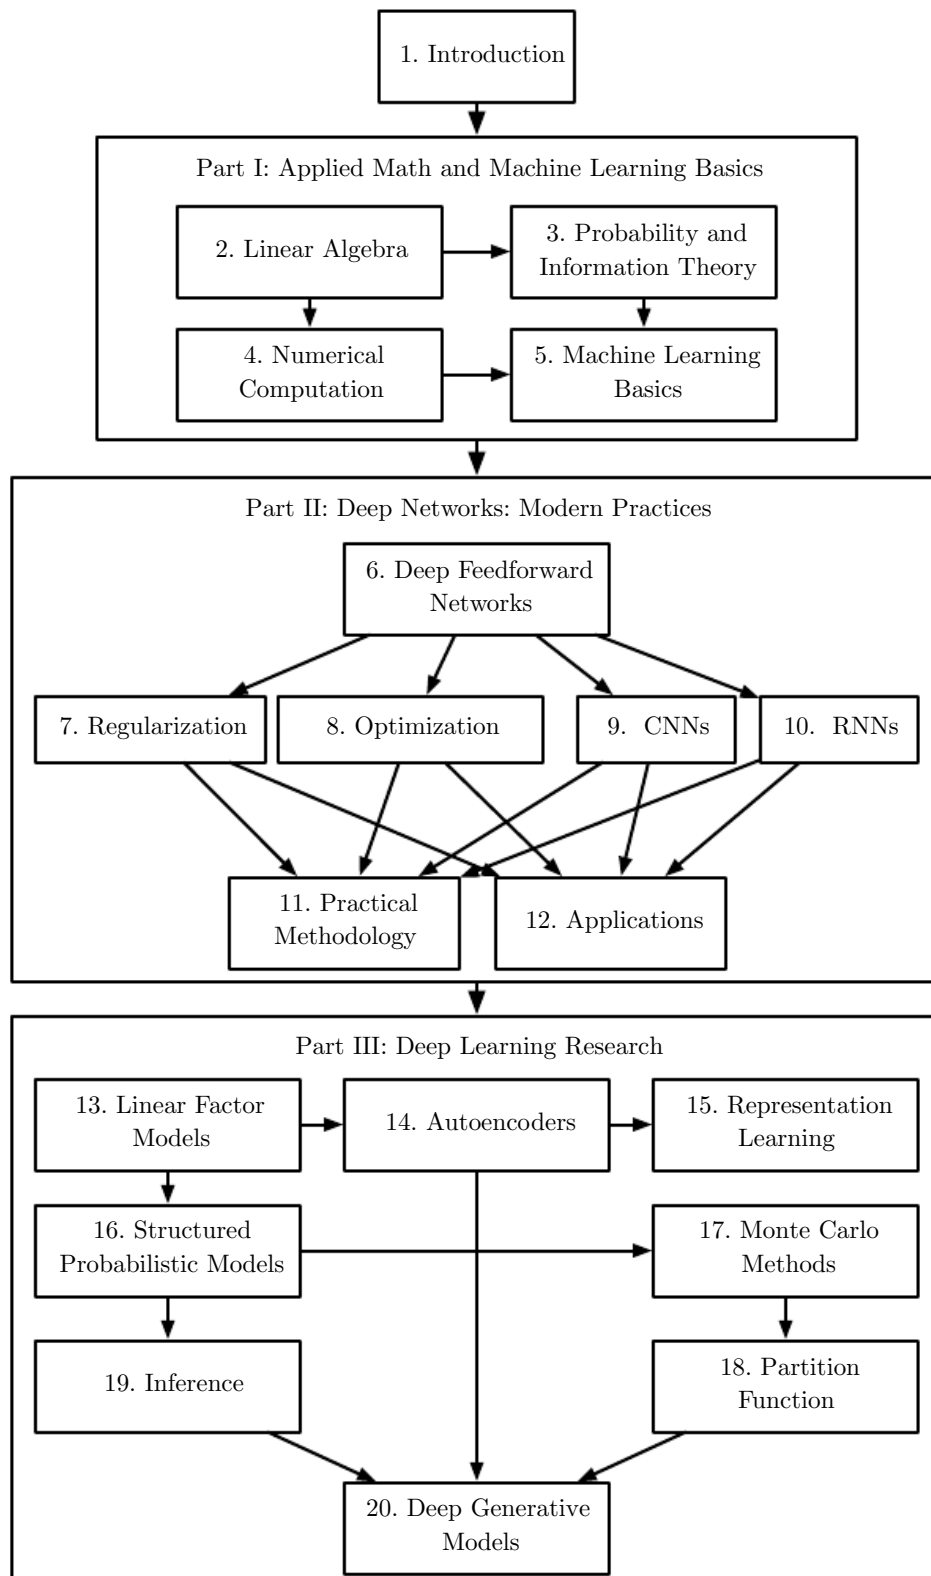 1. Introduction
Part I: Applied Math and Machine Learning Basics
2. Linear Algebra
3. Probability and
Information Theory
4. Numerical
Computation
5. Machine Learning
Basics
Part II: Deep Networks: Modern Practices
6. Deep Feedforward
Networks
7. Regularization
8. Optimization
9. CNNs
10. RNNs
11. Practical
Methodology
12. Applications
Part III: Deep Learning Research
13. Linear Factor
Models
14. Autoencoders
15. Representation
Learning
16. Structured
Probabilistic Models
17. Monte Carlo
Methods
19. Inference
18. Partition
Function
20. Deep Generative
Models